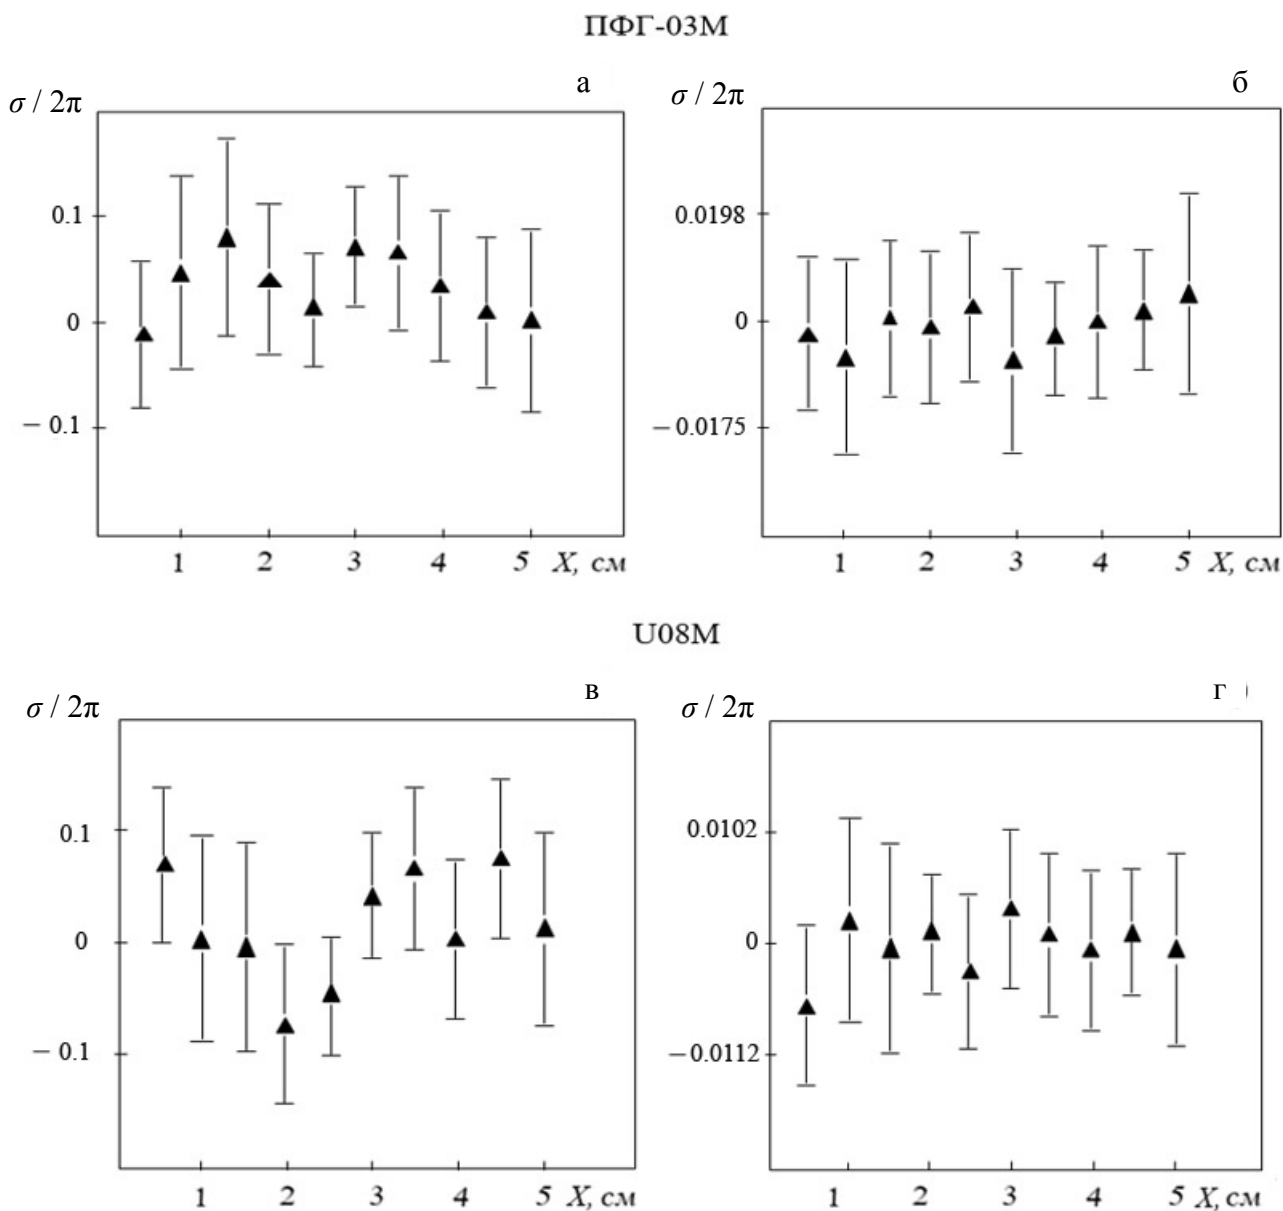 ПФГ-03М
а
σ / 2π
0.1
0
– 0.1
1 2 3 4 5 X, см
б
σ / 2π
0.0198
0
–0.0175
1 2 3 4 5 X, см
U08M
в
σ / 2π
0.1
0
– 0.1
1 2 3 4 5 X, см
г )
σ / 2π
0.0102
0
–0.0112
1 2 3 4 5 X, см